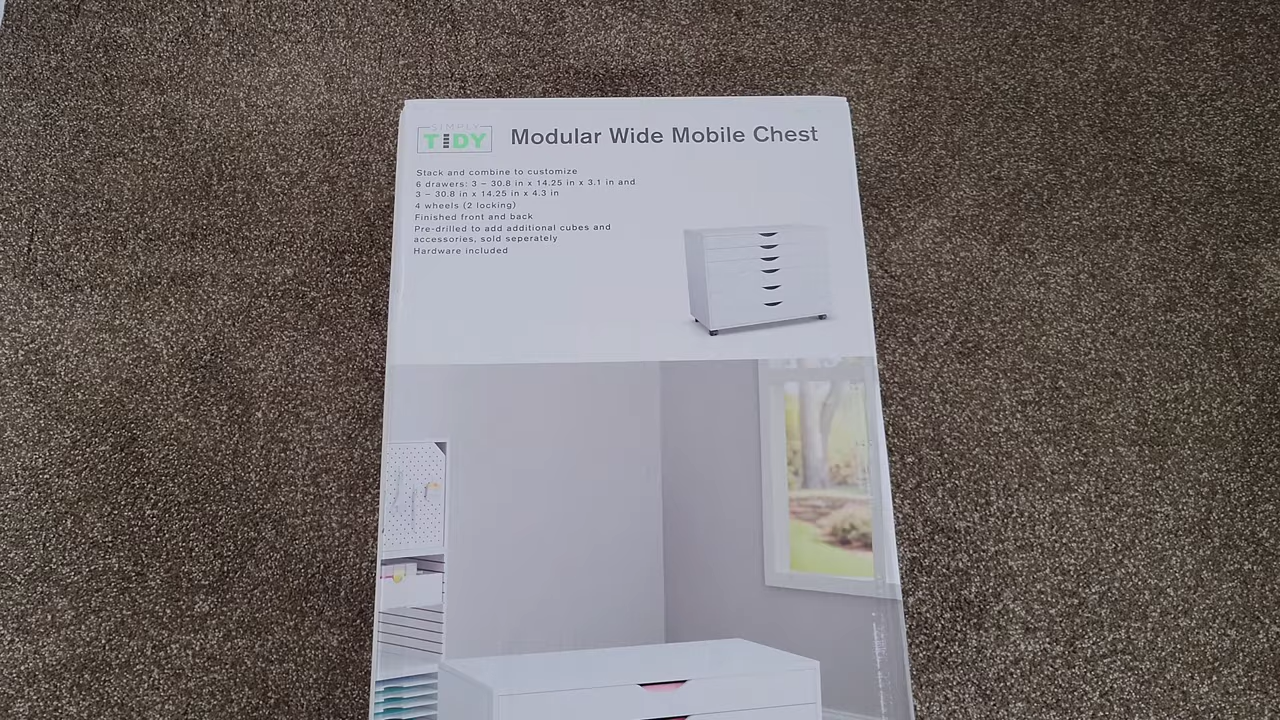 SIMPLY
TIDY
Modular Wide Mobile Chest
Stack and combine to customize
6 drawers: 3 – 30.8 in x 14.25 in x 3.1 in and
3 – 30.8 in x 14.25 in x 4.3 in
4 wheels (2 locking)
Finished front and back
Pre-drilled to add additional cubes and
accessories, sold seperately
Hardware included